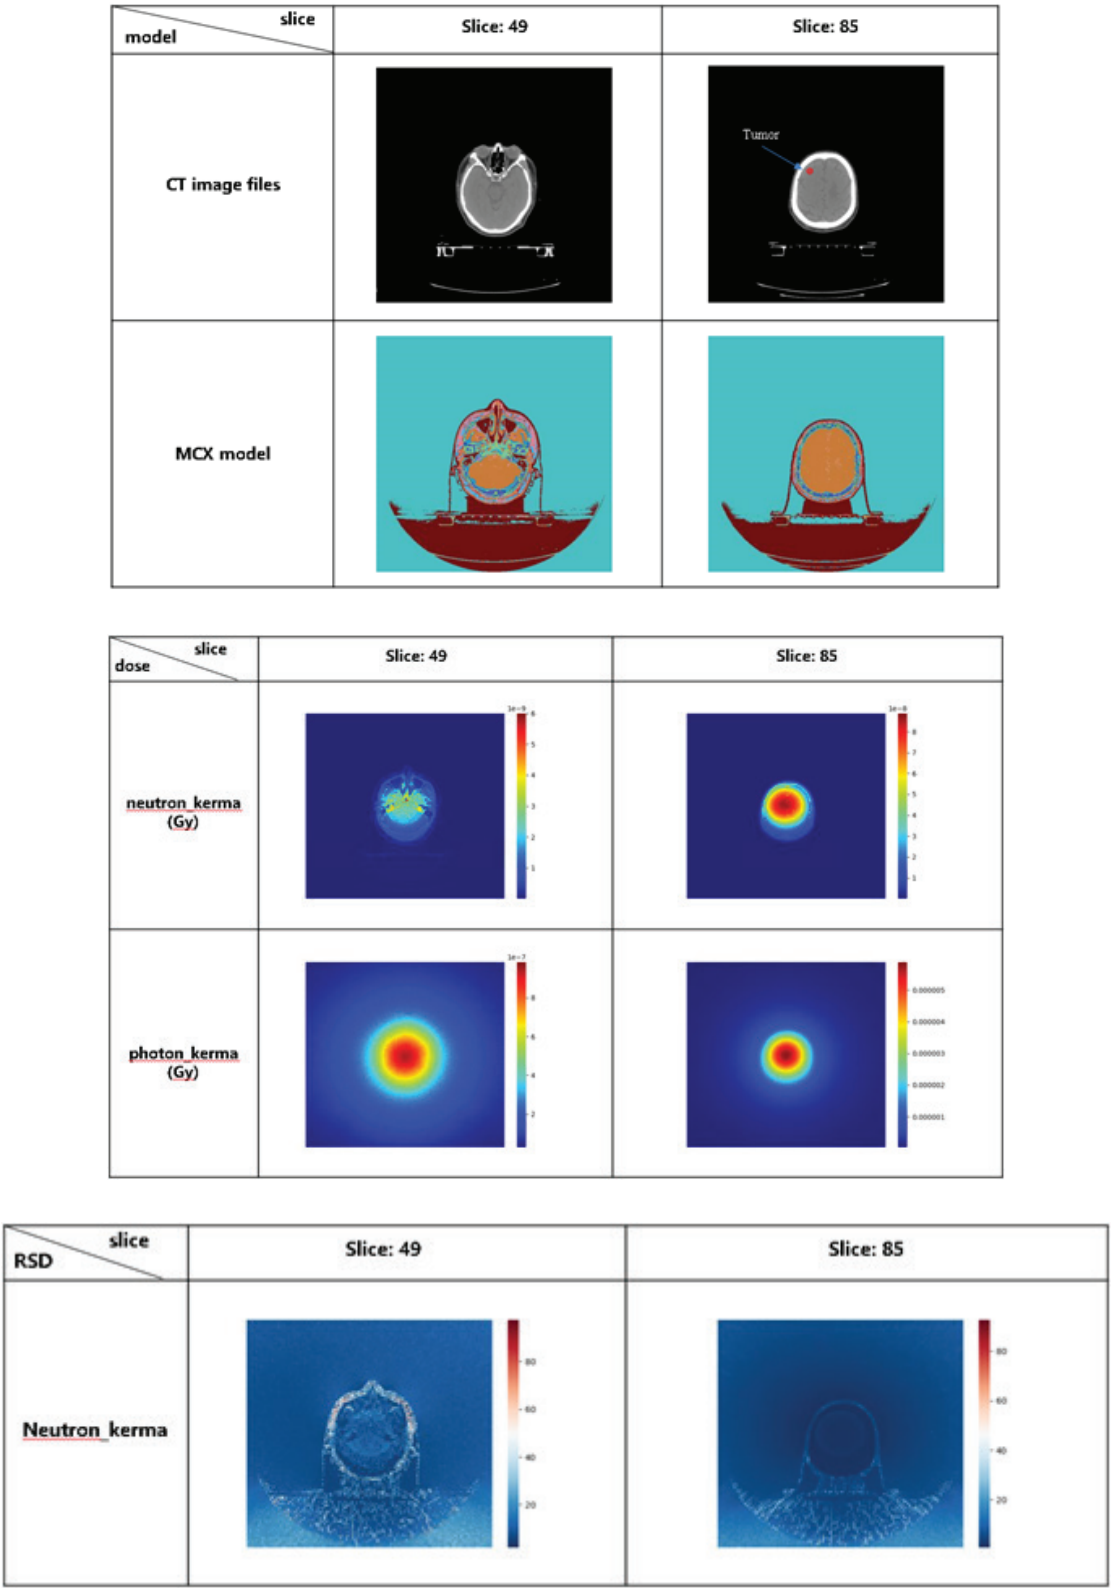 slice
model
Slice: 49
Slice: 85
CT image files
Tumor
MCX model
slice
dose
Slice: 49
Slice: 85
neutron_kerma
(Gy)
1e-9
6
5
4
3
2
1
1e-8
8
7
6
5
4
3
2
1
photon_kerma
(Gy)
1e-7
8
6
4
2
0.000005
0.000004
0.000003
0.000002
0.000001
slice
RSD
Slice: 49
Slice: 85
Neutron_kerma
80
60
40
20
80
60
40
20